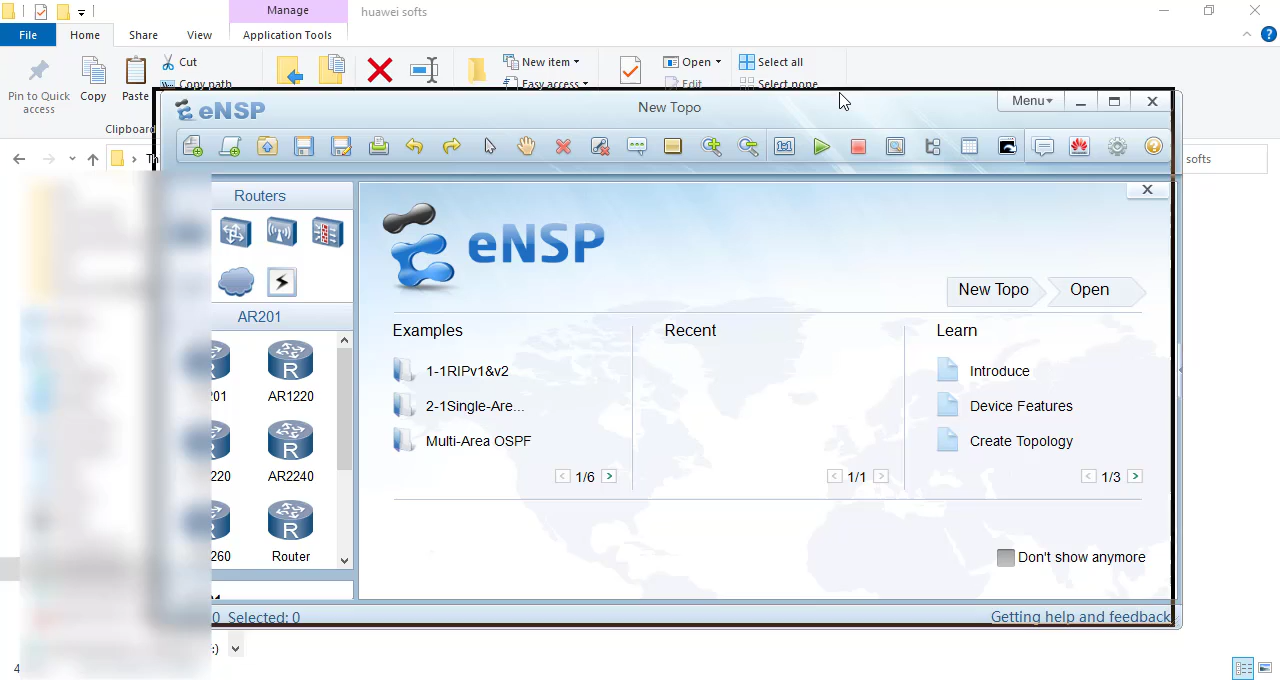 Manage
huawei softs
File
Home
Share
View
Application Tools
Cut
New item
Open
Select all
Pin to Quick access
Copy
Paste
Copy path
Easy access
Edit
Select none
Clipboard
eNSP
New Topo
Menu
1:1
softs
Routers
eNSP
New Topo
Open
AR201
Examples
Recent
Learn
1-1RIPv1&v2
Introduce
201
AR1220
2-1Single-Are...
Device Features
Multi-Area OSPF
Create Topology
220
AR2240
1/6
1/1
1/3
260
Router
Don't show anymore
0 Selected: 0
Getting help and feedback
:)
4